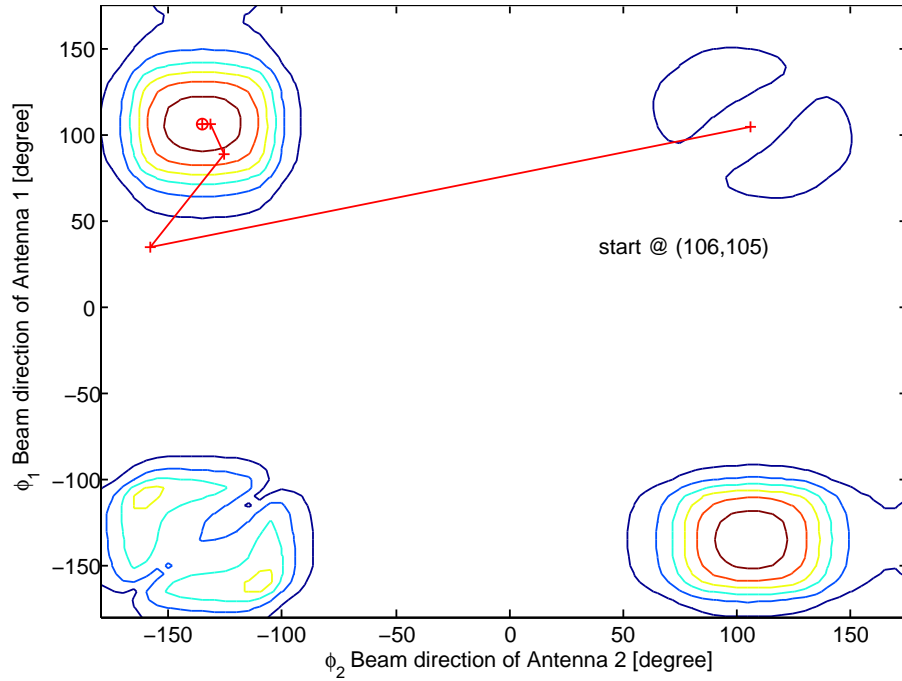 150
100
50
0
−50
−100
−150
ϕ1 Beam direction of Antenna 1 [degree]
start @ (106,105)
−150 −100 −50 0 50 100 150
ϕ2 Beam direction of Antenna 2 [degree]